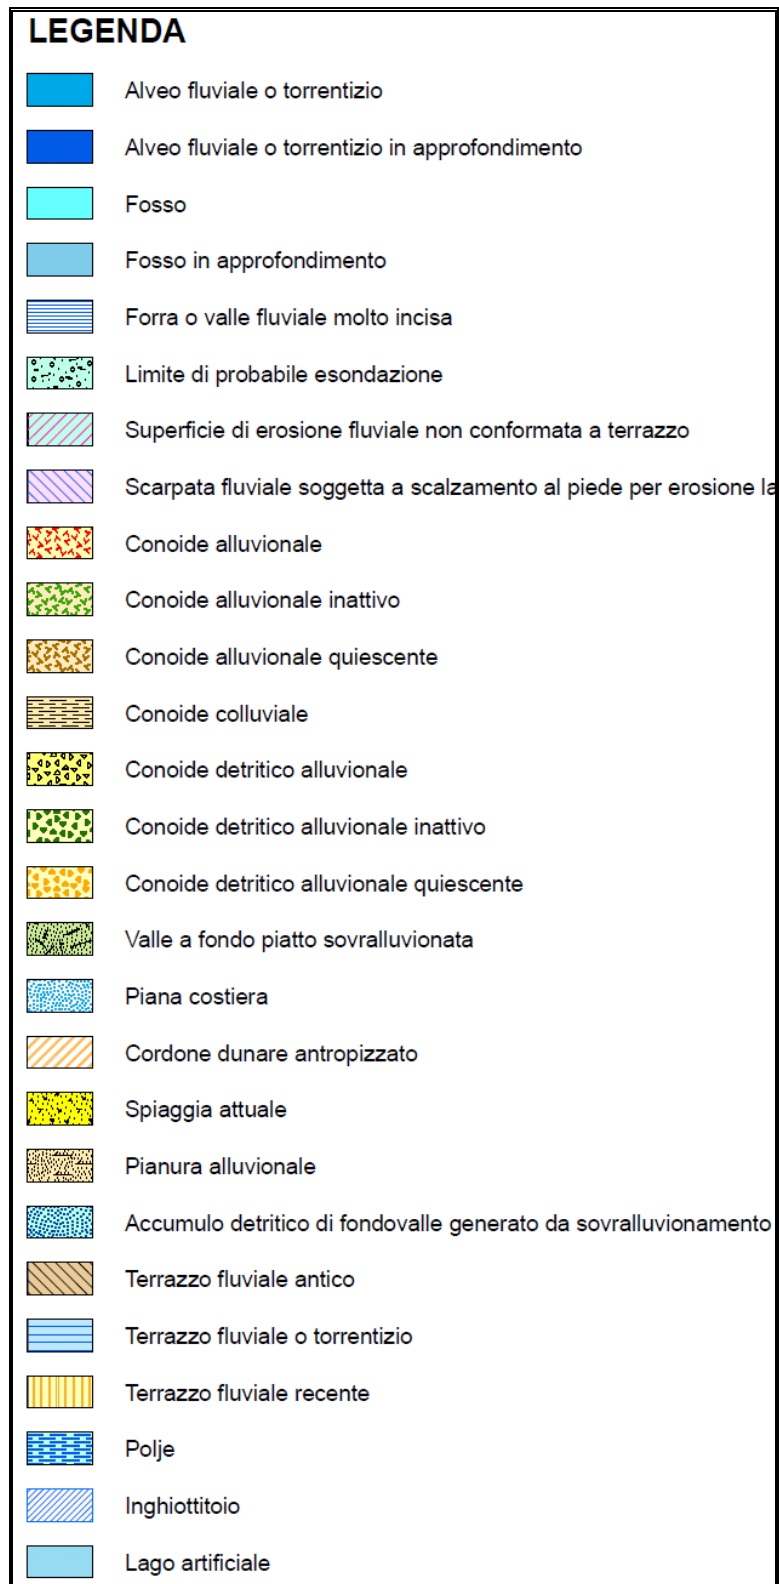 LEGENDA
Alveo fluviale o torrentizio
Alveo fluviale o torrentizio in approfondimento
Fosso
Fosso in approfondimento
Forra o valle fluviale molto incisa
Limite di probabile esondazione
Superficie di erosione fluviale non conformata a terrazzo
Scarpata fluviale soggetta a scalzamento al piede per erosione la
Conoide alluvionale
Conoide alluvionale inattivo
Conoide alluvionale quiescente
Conoide colluviale
Conoide detritico alluvionale
Conoide detritico alluvionale inattivo
Conoide detritico alluvionale quiescente
Valle a fondo piatto sovralluvionata
Piana costiera
Cordone dunare antropizzato
Spiaggia attuale
Pianura alluvionale
Accumulo detritico di fondovalle generato da sovralluvionamento
Terrazzo fluviale antico
Terrazzo fluviale o torrentizio
Terrazzo fluviale recente
Polje
Inghiottitoio
Lago artificiale